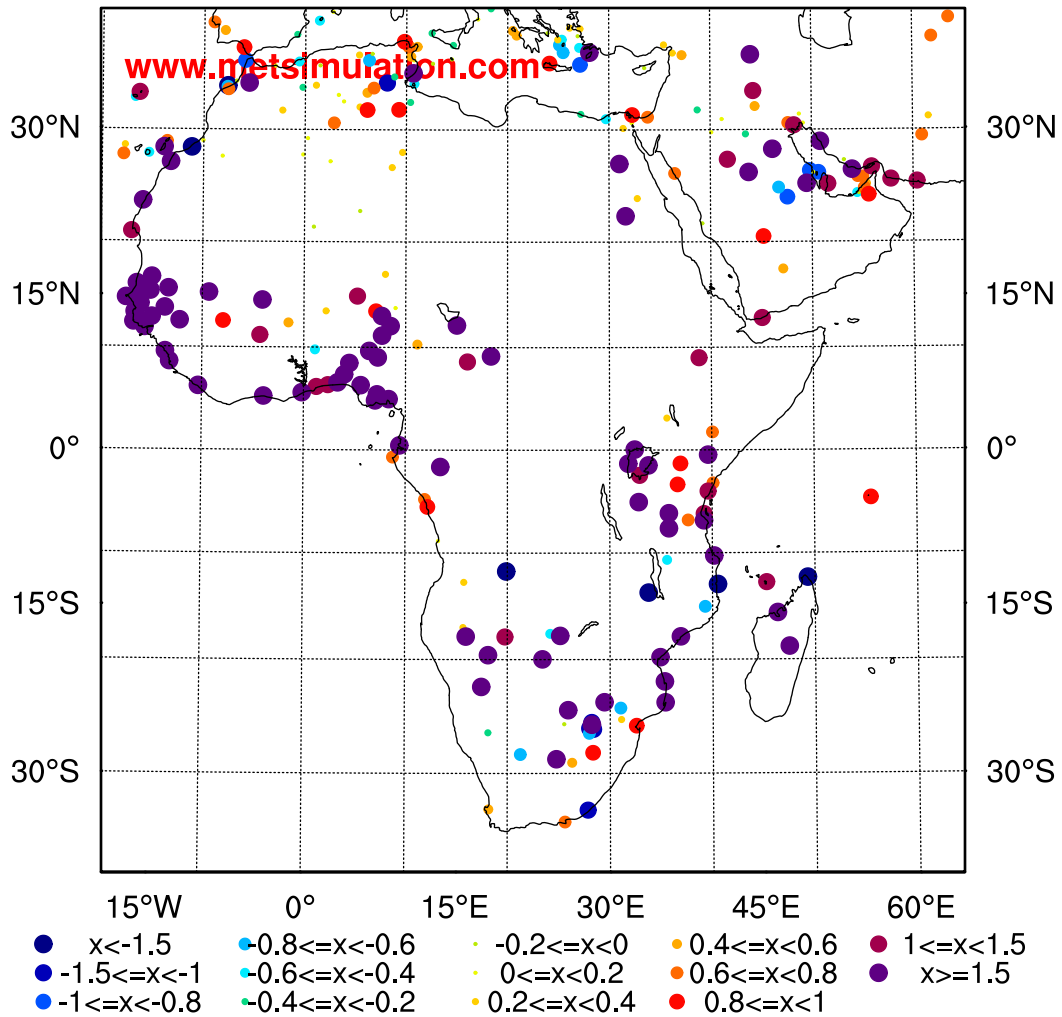 www.metsimulation.com
30°N 30°N
15°N 15°N
0° 0°
15°S 15°S
30°S 30°S
15°W 0° 15°E 30°E 45°E 60°E
x<-1.5 -0.8<=x<-0.6 -0.2<=x<0 0.4<=x<0.6 1<=x<1.5
-1.5<=x<-1 -0.6<=x<-0.4 0<=x<0.2 0.6<=x<0.8 x>=1.5
-1<=x<-0.8 -0.4<=x<-0.2 0.2<=x<0.4 0.8<=x<1